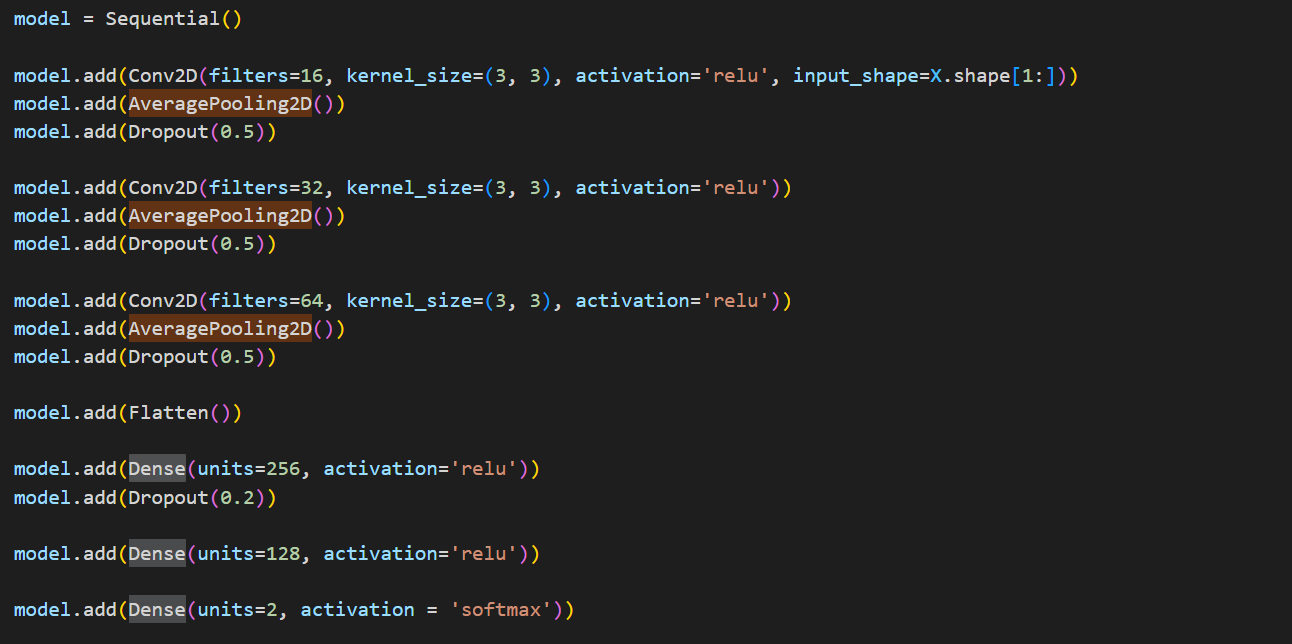 model = Sequential()
model.add(Conv2D(filters=16, kernel_size=(3, 3), activation='relu', input_shape=X.shape[1:]))
model.add(AveragePooling2D())
model.add(Dropout(0.5))
model.add(Conv2D(filters=32, kernel_size=(3, 3), activation='relu'))
model.add(AveragePooling2D())
model.add(Dropout(0.5))
model.add(Conv2D(filters=64, kernel_size=(3, 3), activation='relu'))
model.add(AveragePooling2D())
model.add(Dropout(0.5))
model.add(Flatten())
model.add(Dense(units=256, activation='relu'))
model.add(Dropout(0.2))
model.add(Dense(units=128, activation='relu'))
model.add(Dense(units=2, activation = 'softmax'))